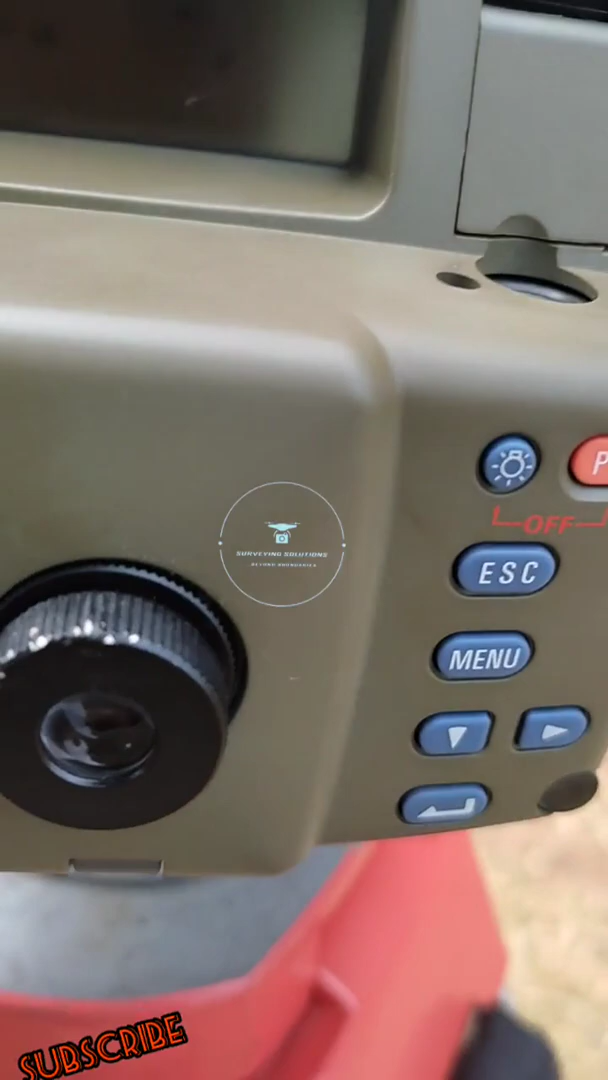 P
OFF
ESC
MENU
SURVEYING SOLUTIONS
BEYOND BOUNDARIES
SUBSCRIBE